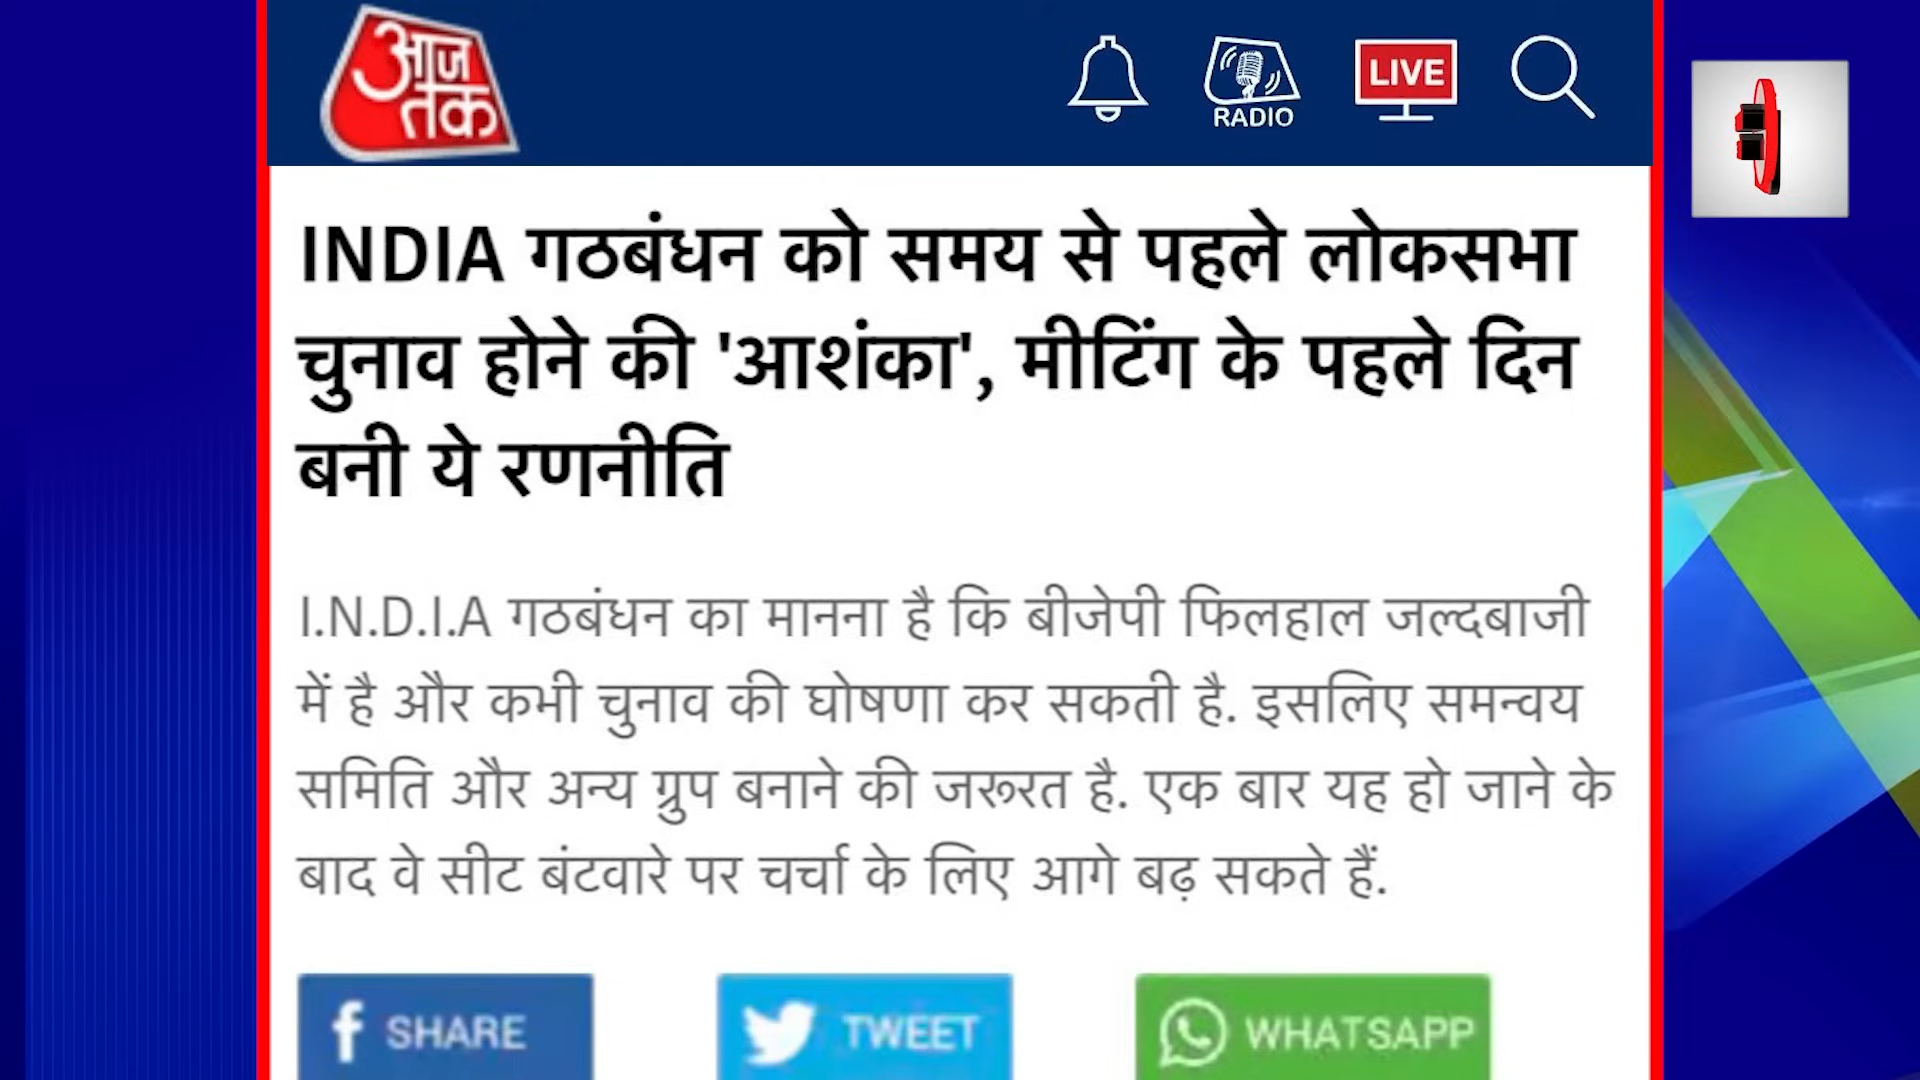 आज
तक
RADIO
LIVE
INDIA गठबंधन को समय से पहले लोकसभा
चुनाव होने की 'आशंका', मीटिंग के पहले दिन
बनी ये रणनीति
I.N.D.I.A गठबंधन का मानना है कि बीजेपी फिलहाल जल्दबाजी
में है और कभी चुनाव की घोषणा कर सकती है. इसलिए समन्वय
समिति और अन्य ग्रुप बनाने की जरूरत है. एक बार यह हो जाने के
बाद वे सीट बंटवारे पर चर्चा के लिए आगे बढ़ सकते हैं.
SHARE
TWEET
WHATSAPP